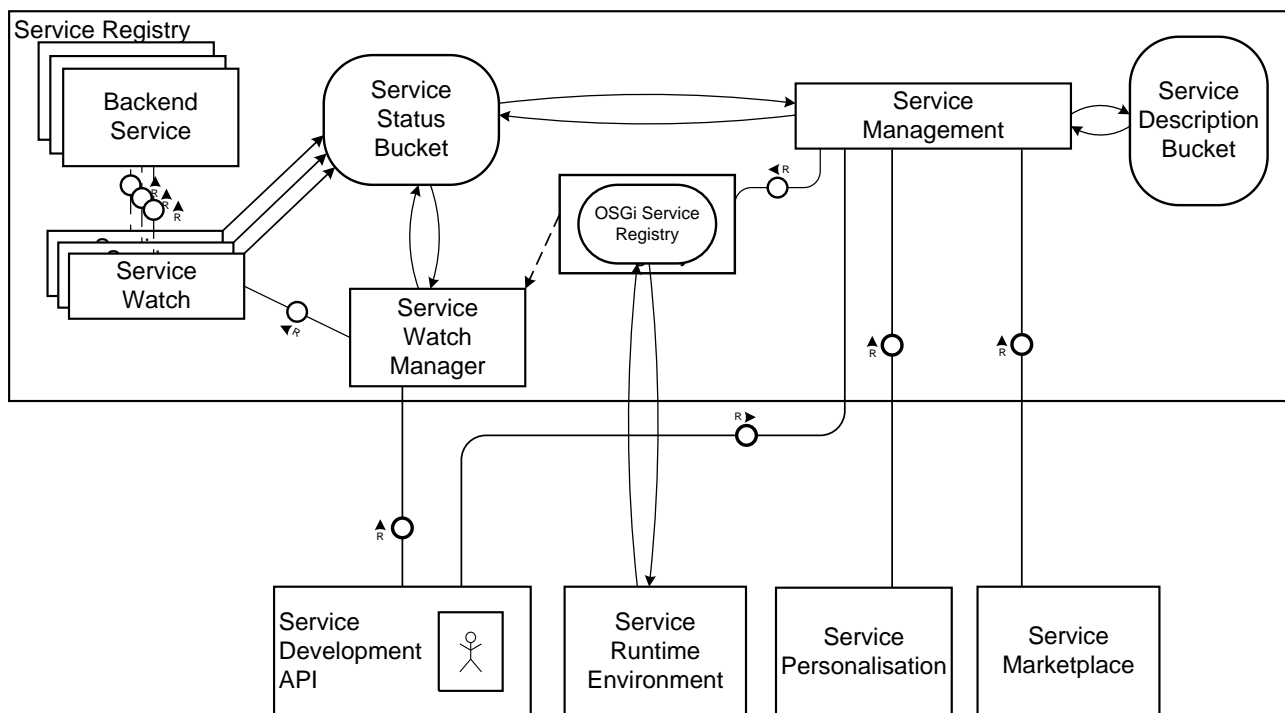 Service Registry
Backend
Service
Service
Status
Bucket
Service
Management
Service
Description
Bucket
R
R
R
R
OSGi Service
Registry
Service
Watch
R
Service
Watch
Manager
R
R
R
R
Service
Development
API
Service
Runtime
Environment
Service
Personalisation
Service
Marketplace